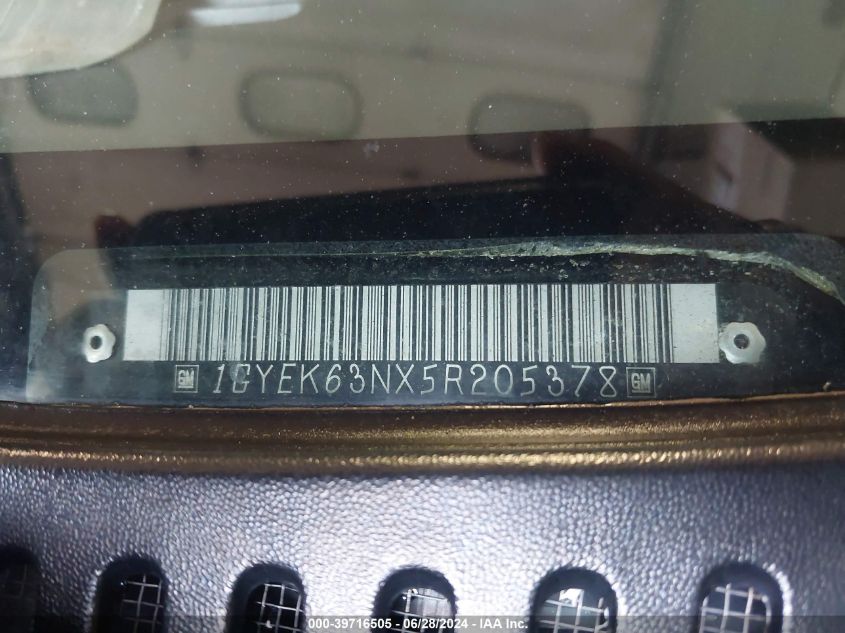 GM 1GYEK63NX5R205378 GM
000-39716505 / 06/28/2024 - IAA Inc.